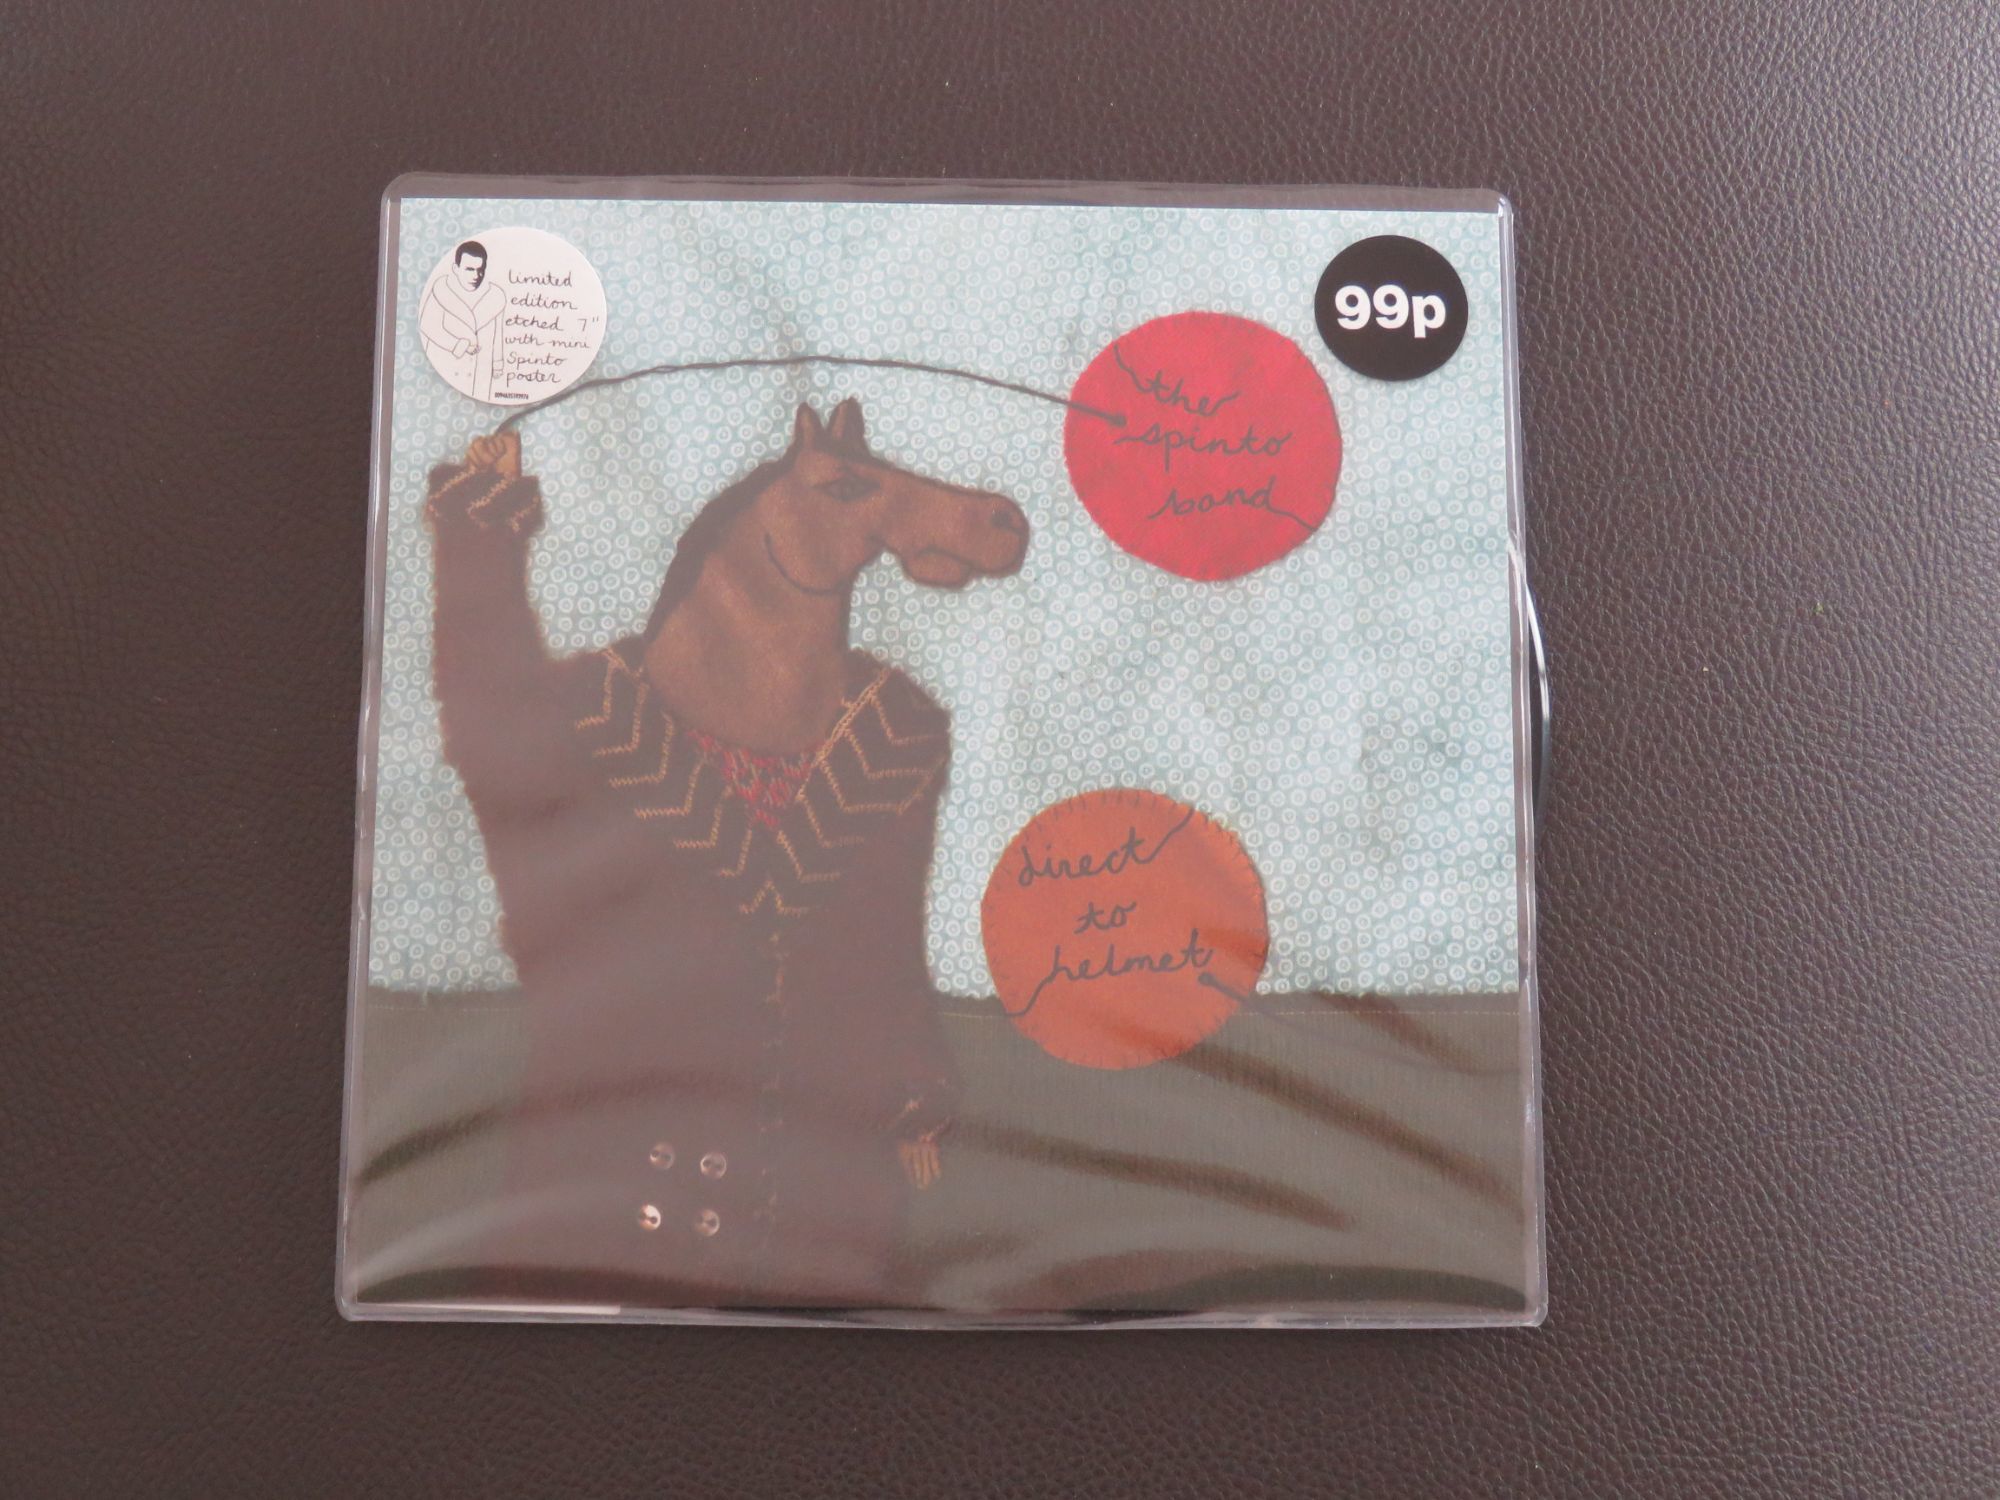 limited
edition
etched 7"
with mini
Spinto
poster
99p
the
spinto
band
direct
to
helmet